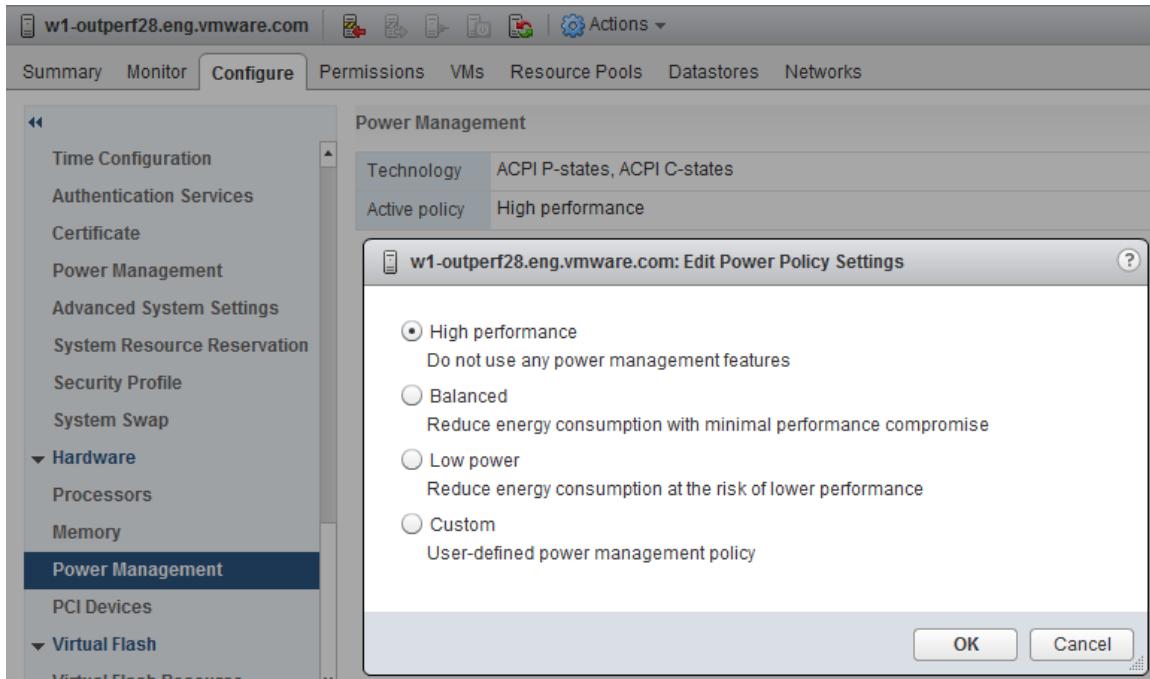 w1-outperf28.eng.vmware.com Actions
Summary Monitor Configure Permissions VMs Resource Pools Datastores Networks
Time Configuration
Authentication Services
Certificate
Power Management
Advanced System Settings
System Resource Reservation
Security Profile
System Swap
Hardware
Processors
Memory
Power Management
PCI Devices
Virtual Flash
Virtual Flash Resource
Power Management
Technology ACPI P-states, ACPI C-states
Active policy High performance
w1-outperf28.eng.vmware.com: Edit Power Policy Settings ?
High performance
Do not use any power management features
Balanced
Reduce energy consumption with minimal performance compromise
Low power
Reduce energy consumption at the risk of lower performance
Custom
User-defined power management policy
OK Cancel